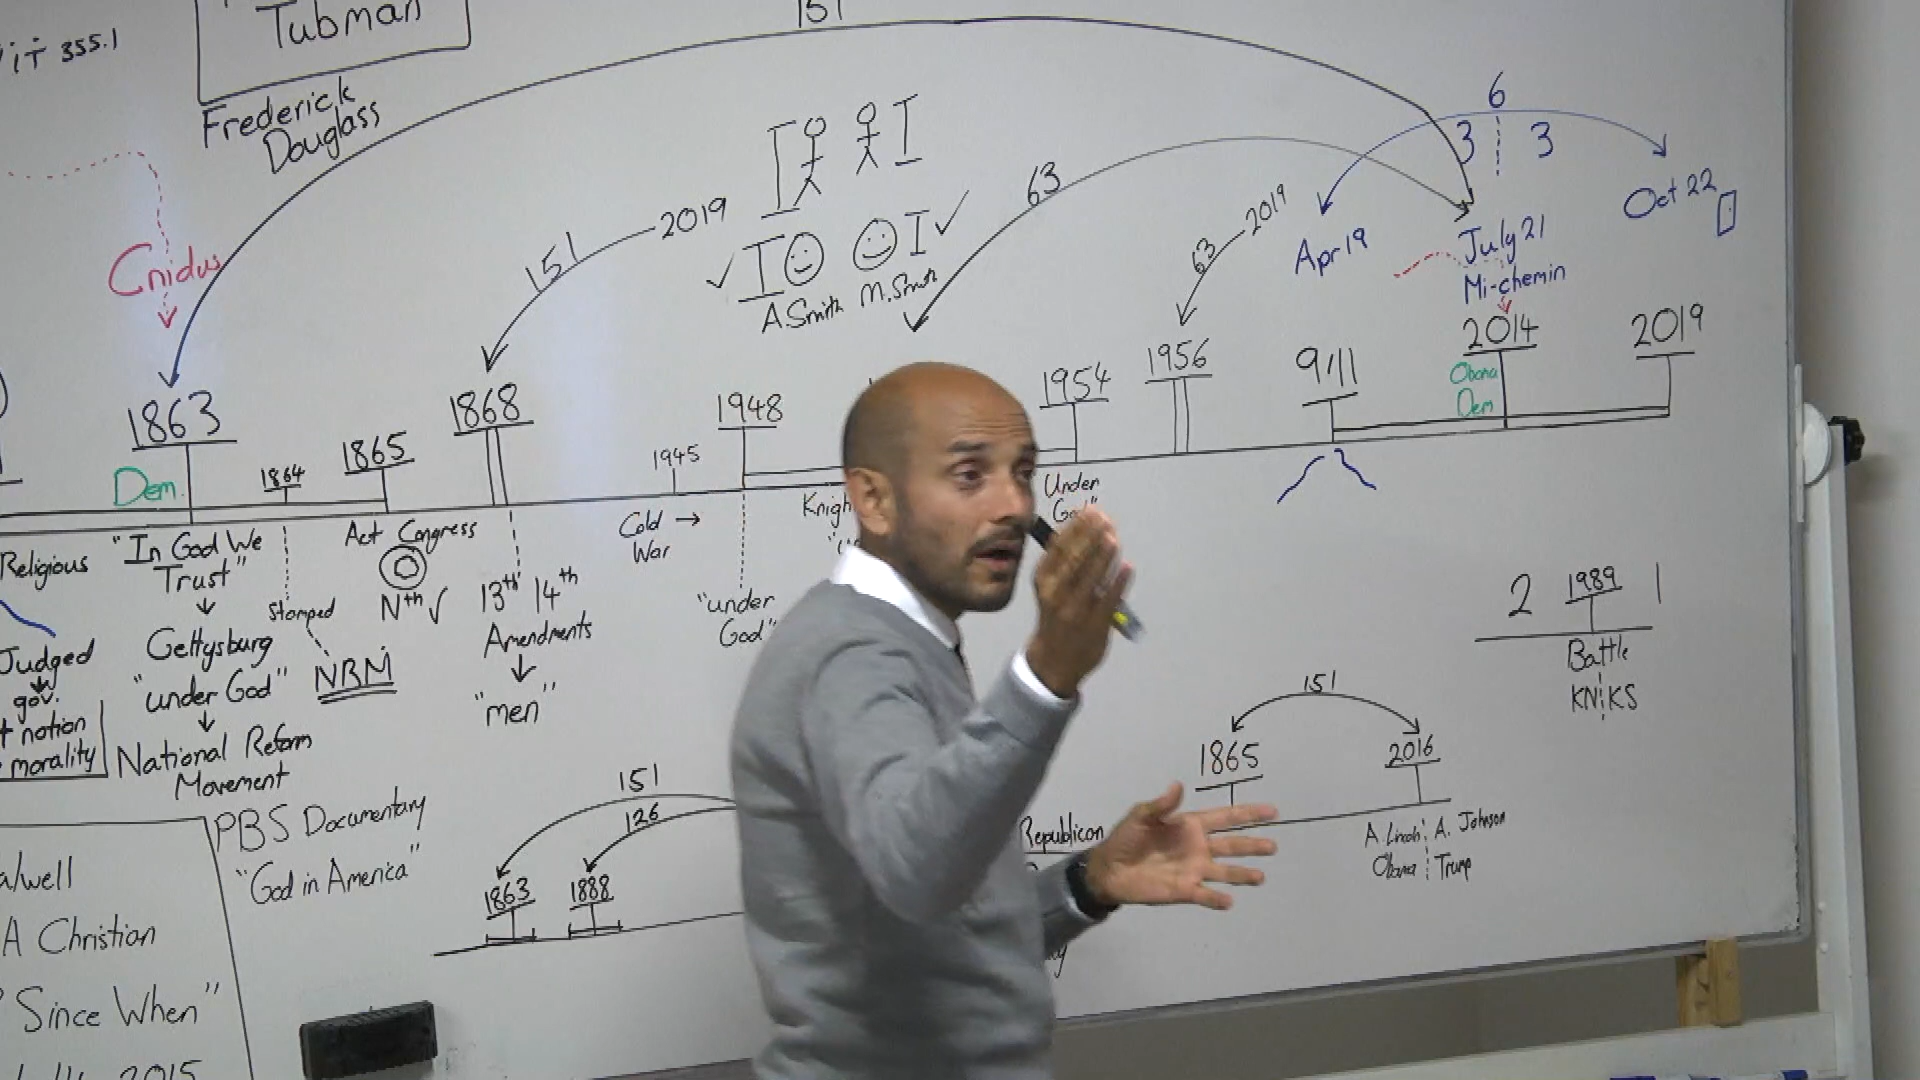 iT 355.1
Tubman
Frederick
Douglass
Cnidus
151
151
2019
A.Smith M.Smith
63
63
2019
6
3
3
Apr 19
July 21
Mi-chemin
Oct 22
1863
Dem.
1864
1865
1868
1945
1948
1954
1956
9/11
2014
Obama
Dem
2019
Religious
"In God We
Trust"
Gettysburg
"under God"
National Reform
Movement
Stamped
NRM
Act Congress
Nth
13th 14th
Amendments
"men"
Cold
War
"under
God"
Under
Judged
gov.
notion
morality
PBS Documentary
"God in America"
A Christian
Since When"
2015
151
126
1863
1888
Republican
151
1865
2016
A. Lincoln A. Johnson
Obama Trump
2 1989 1
Battle
KN KS